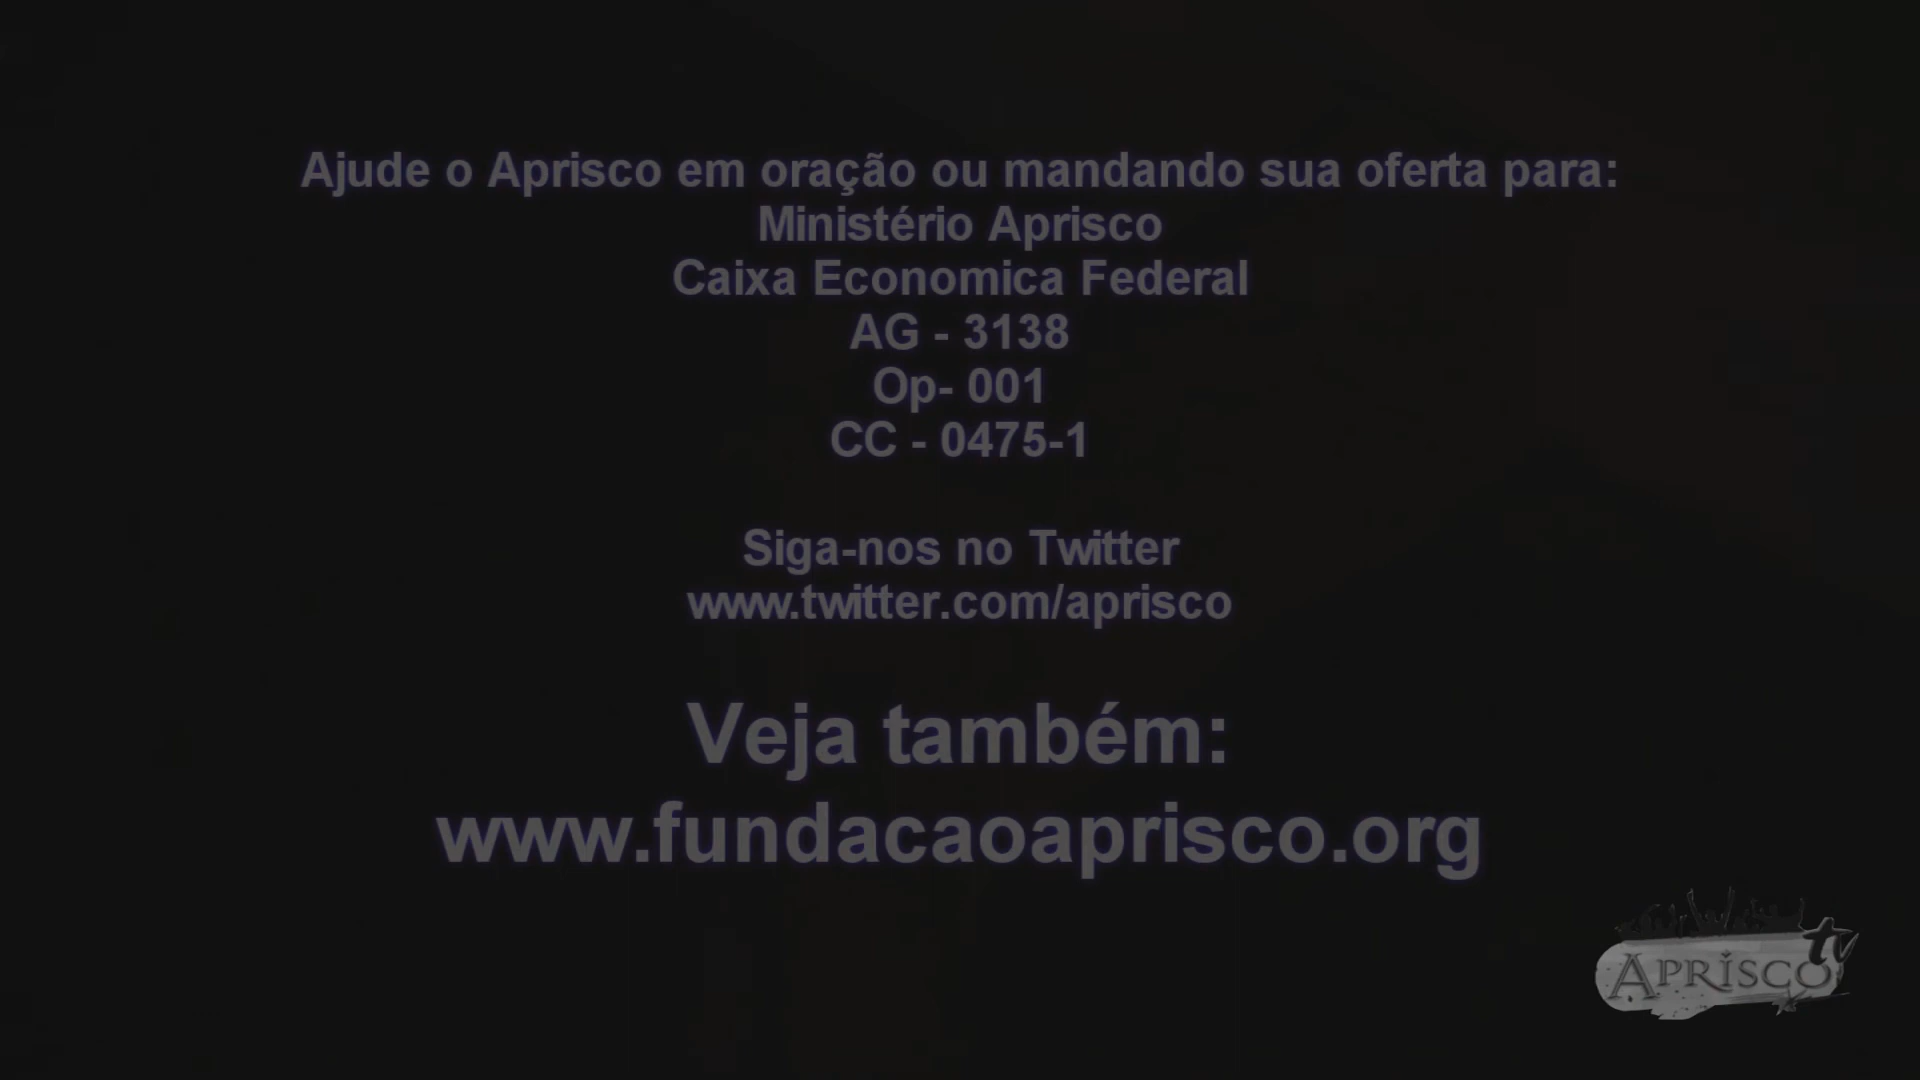 Ajude o Aprisco em oração ou mandando sua oferta para:
Ministério Aprisco
Caixa Economica Federal
AG - 3138
Op- 001
CC - 0475-1
Siga-nos no Twitter
www.twitter.com/aprisco
Veja também:
www.fundacaoaprisco.org
APRISCO tv